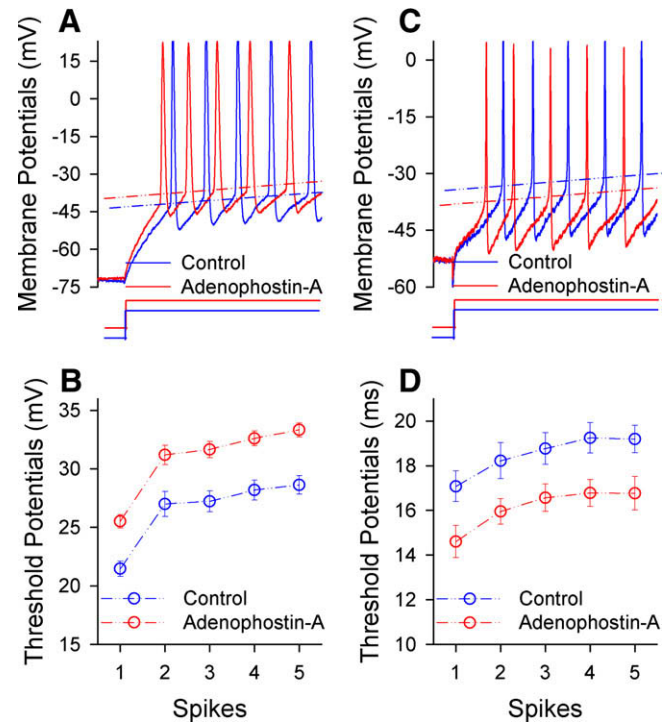 A
Membrane Potentials (mV)
15
0
-15
-30
-45
-60
-75
Control
Adenophostin-A
C
Membrane Potentials (mV)
0
-15
-30
-45
-60
Control
Adenophostin-A
B
Threshold Potentials (mV)
35
30
25
20
15
Control
Adenophostin-A
1 2 3 4 5
Spikes
D
Threshold Potentials (ms)
20
18
16
14
12
10
Control
Adenophostin-A
1 2 3 4 5
Spikes